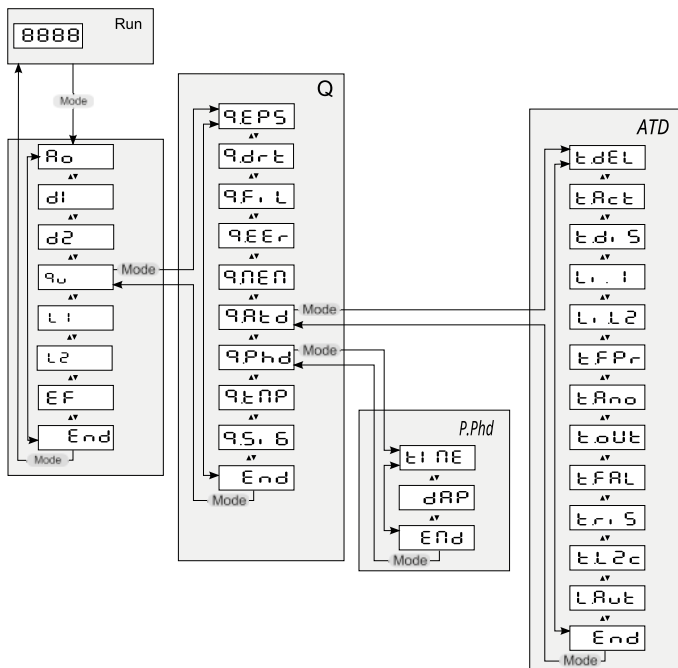 8888
Run
Mode
Ao
d1
d2
qu
L1
L2
EF
End
Mode
Q
q.EPS
q.drt
q.FiL
q.EEr
q.MEM
q.Atd
q.Phd
q.tMP
q.Si6
End
Mode
Mode
Mode
Mode
P.Phd
tIME
dAP
EMd
Mode
ATD
t.dEL
t.Act
t.diS
Li.1
Li.L2
t.FPr
t.Ano
t.oUt
t.FAL
t.riS
t.L2c
L.Aut
End
Mode